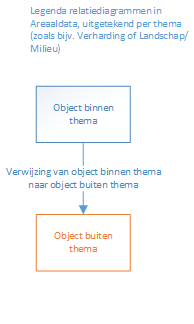 Legenda relatiediagrammen in
Areaaldata, uitgetekend per thema
(zoals bijv. Verharding of Landschap/
Milieu)
Object binnen
thema
Verwijzing van object binnen thema
naar object buiten thema
Object buiten
thema